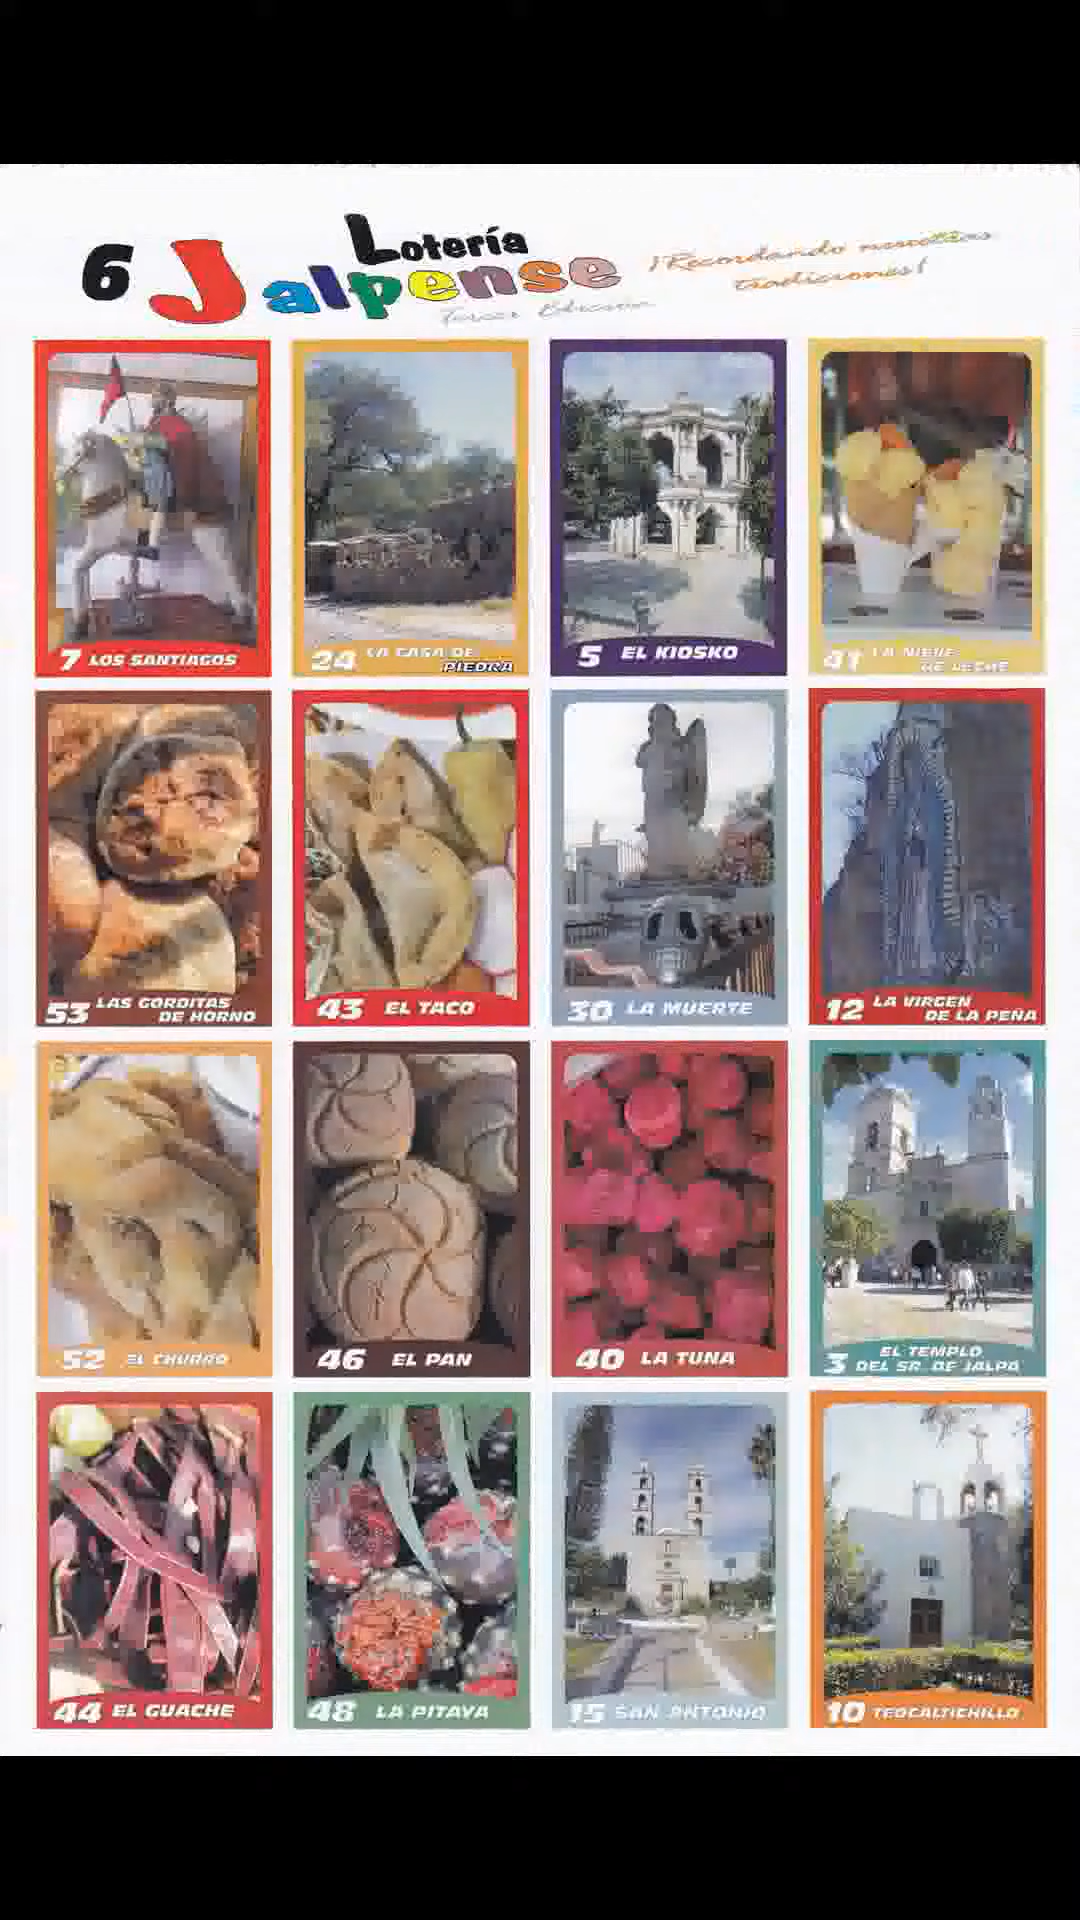 6
Lotería
Jalpense
Tercer Edición
¡Recordando nuestras
tradiciones!
7 LOS SANTIAGOS
24 LA CASA DE
PIEDRA
5 EL KIOSKO
41 LA NIEVE
DE LECHE
53 LAS GORDITAS
DE HORNO
43 EL TACO
30 LA MUERTE
12 LA VIRGEN
DE LA PEÑA
52 EL CHURRO
46 EL PAN
40 LA TUNA
3 EL TEMPLO
DEL SR. DE JALPA
44 EL GUACHE
48 LA PITAYA
15 SAN ANTONIO
10 TEOCALTICHILLO